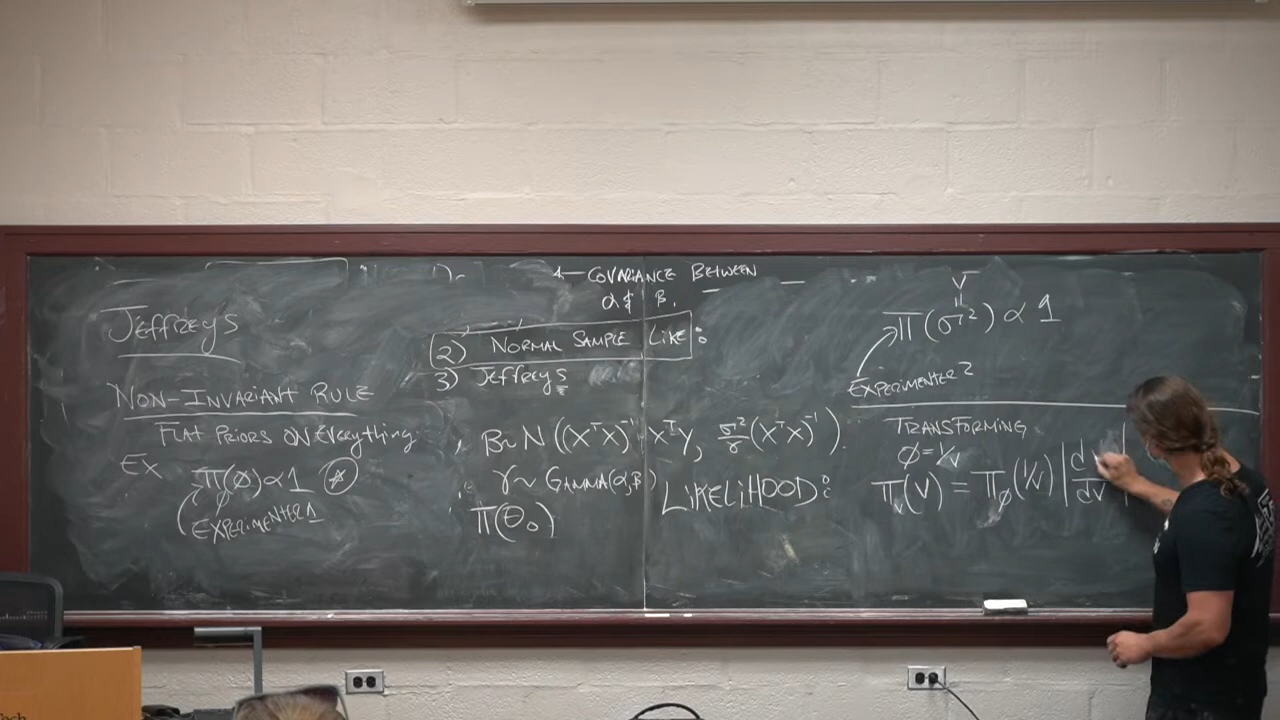 Jeffreys
Non-Invariant Rule
Flat Priors on Everything
Ex π(φ) ∝ 1 *
Experimenter 1
Covariance Between
α & β.
2) Normal Sample Like:
3) Jeffreys
B~N((XᵀX)⁻¹XᵀY, σ²/γ(XᵀX)⁻¹).
γ~Gamma(α,β)
Likelihood:
π(θ₀)
V
π(σ²) ∝ 1
Experimenter 2
Transforming
φ=1/v
π_v(v) = π_φ(1/v) |d/dv|